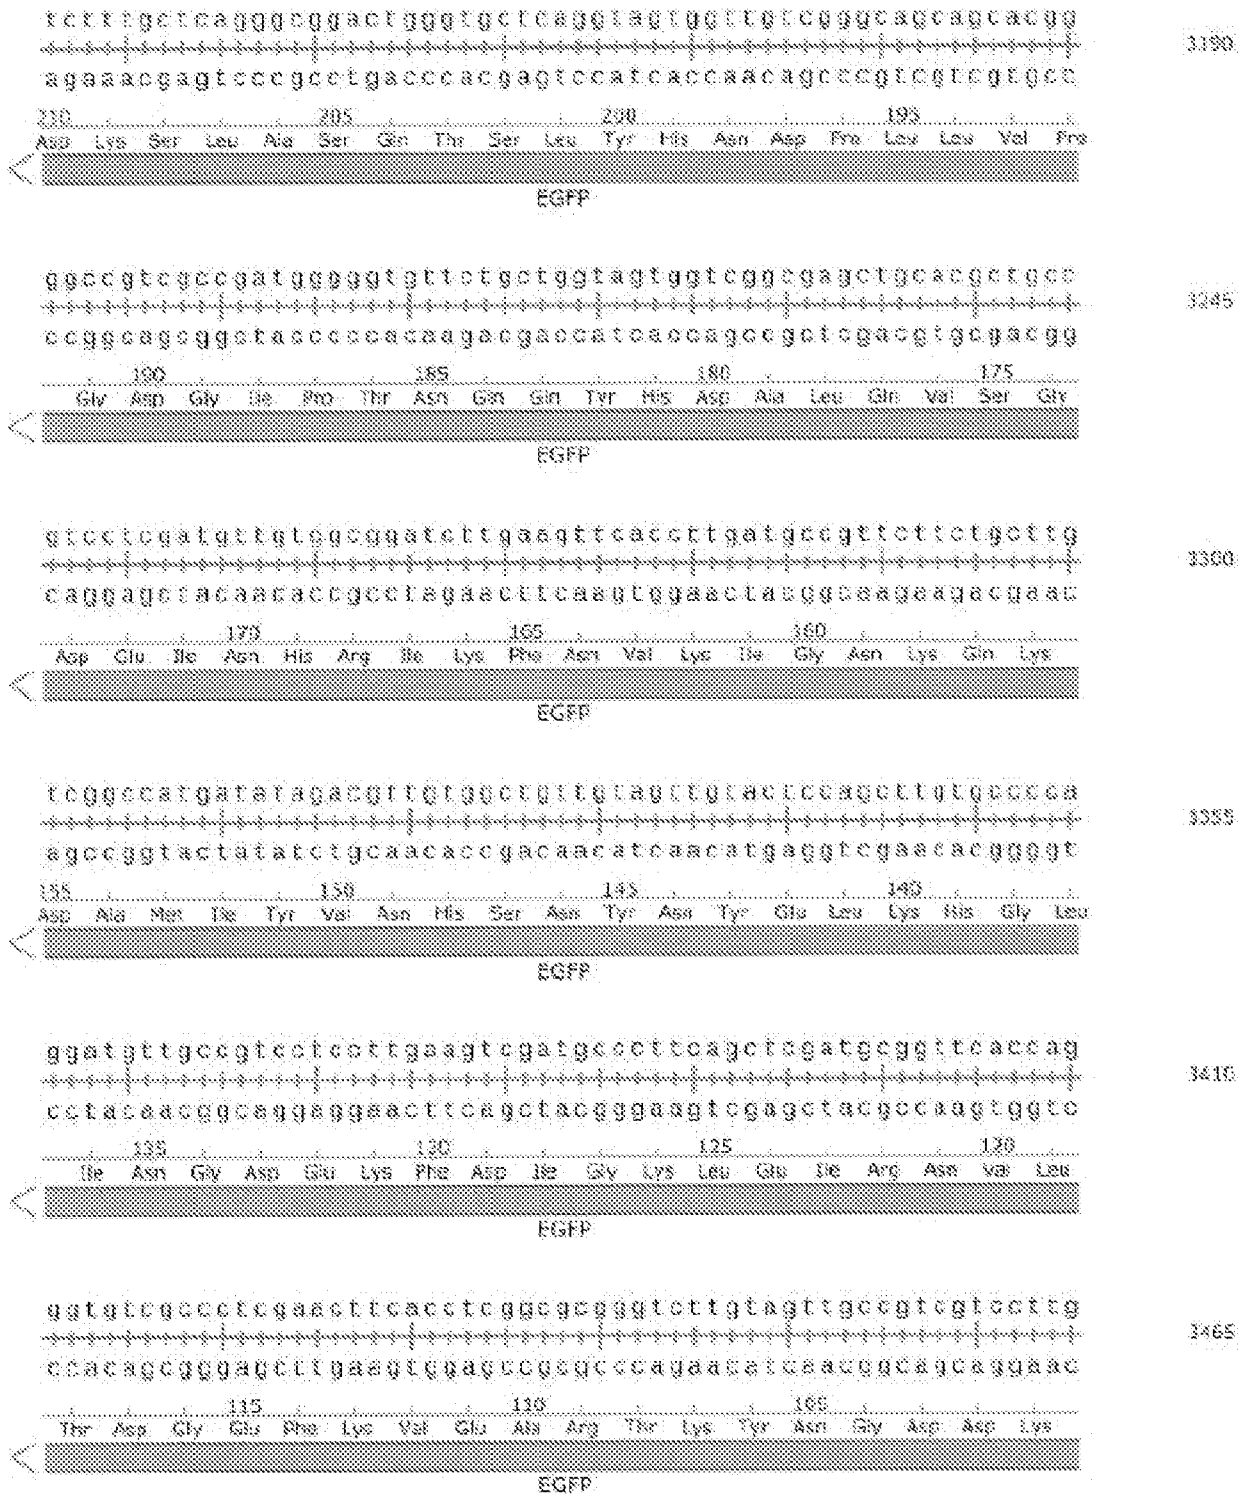 tctttgctcagggcggactgggtgctcaggtagtggttgtcgggcagcagcacgg 3190
agaaacgagtcccgcctgacccacgagtccatcaccaacagcccgtcgtcgtgcc
210 205 200 195
Asp Lys Ser Leu Ala Ser Gln Thr Ser Leu Tyr His Asn Asp Pro Leu Leu Val Pro
EGFP
ggccgtcgccgatgggggtgttctgctggtagtggtcggcgagctgcacgctgcc 3245
ccggcagcggctacccccacaagacgaccatcaccagccgctcgacgtgcgacgg
190 185 180 175
Gly Asp Gly Ile Pro Thr Asn Gln Gln Tyr His Asp Ala Leu Gln Val Ser Gly
EGFP
gtcctcgatgttgtggcggatcttgaagttcaccttgatgccgttcttctgcttg 3300
caggagctacaacaccgcctagaacttcaagtggaactacggcaagaagacgaac
170 165 160
Asp Glu Ile Asn His Arg Ile Lys Phe Asn Val Lys Ile Gly Asn Lys Gln Lys
EGFP
tcggccatgatatagacgttgtggctgttgtagttgtactccagcttgtgcccca 3355
agccggtactatatctgcaacaccgacaacatcaacatgaggtcgaacacggggt
155 150 145 140
Asp Ala Met Ile Tyr Val Asn His Ser Asn Tyr Asn Tyr Glu Leu Lys His Gly Leu
EGFP
ggatgttgccgtcctccttgaagtcgatgcccttcagctcgatgcggttcaccag 3410
cctacaacggcaggaggaacttcagctacgggaagtcgagctacgccaagtggtc
135 130 125 120
Ile Asn Gly Asp Glu Lys Phe Asp Ile Gly Lys Leu Glu Ile Arg Asn Val Leu
EGFP
ggtgtcgccctcgaacttcacctcggcgcgggtcttgtagttgccgtcgtccttg 3465
ccacagcgggagcttgaagtggagccgcgcccagaacatcaacggcagcaggaac
115 110 105
Thr Asp Gly Glu Phe Lys Val Glu Ala Arg Thr Lys Tyr Asn Gly Asp Asp Lys
EGFP